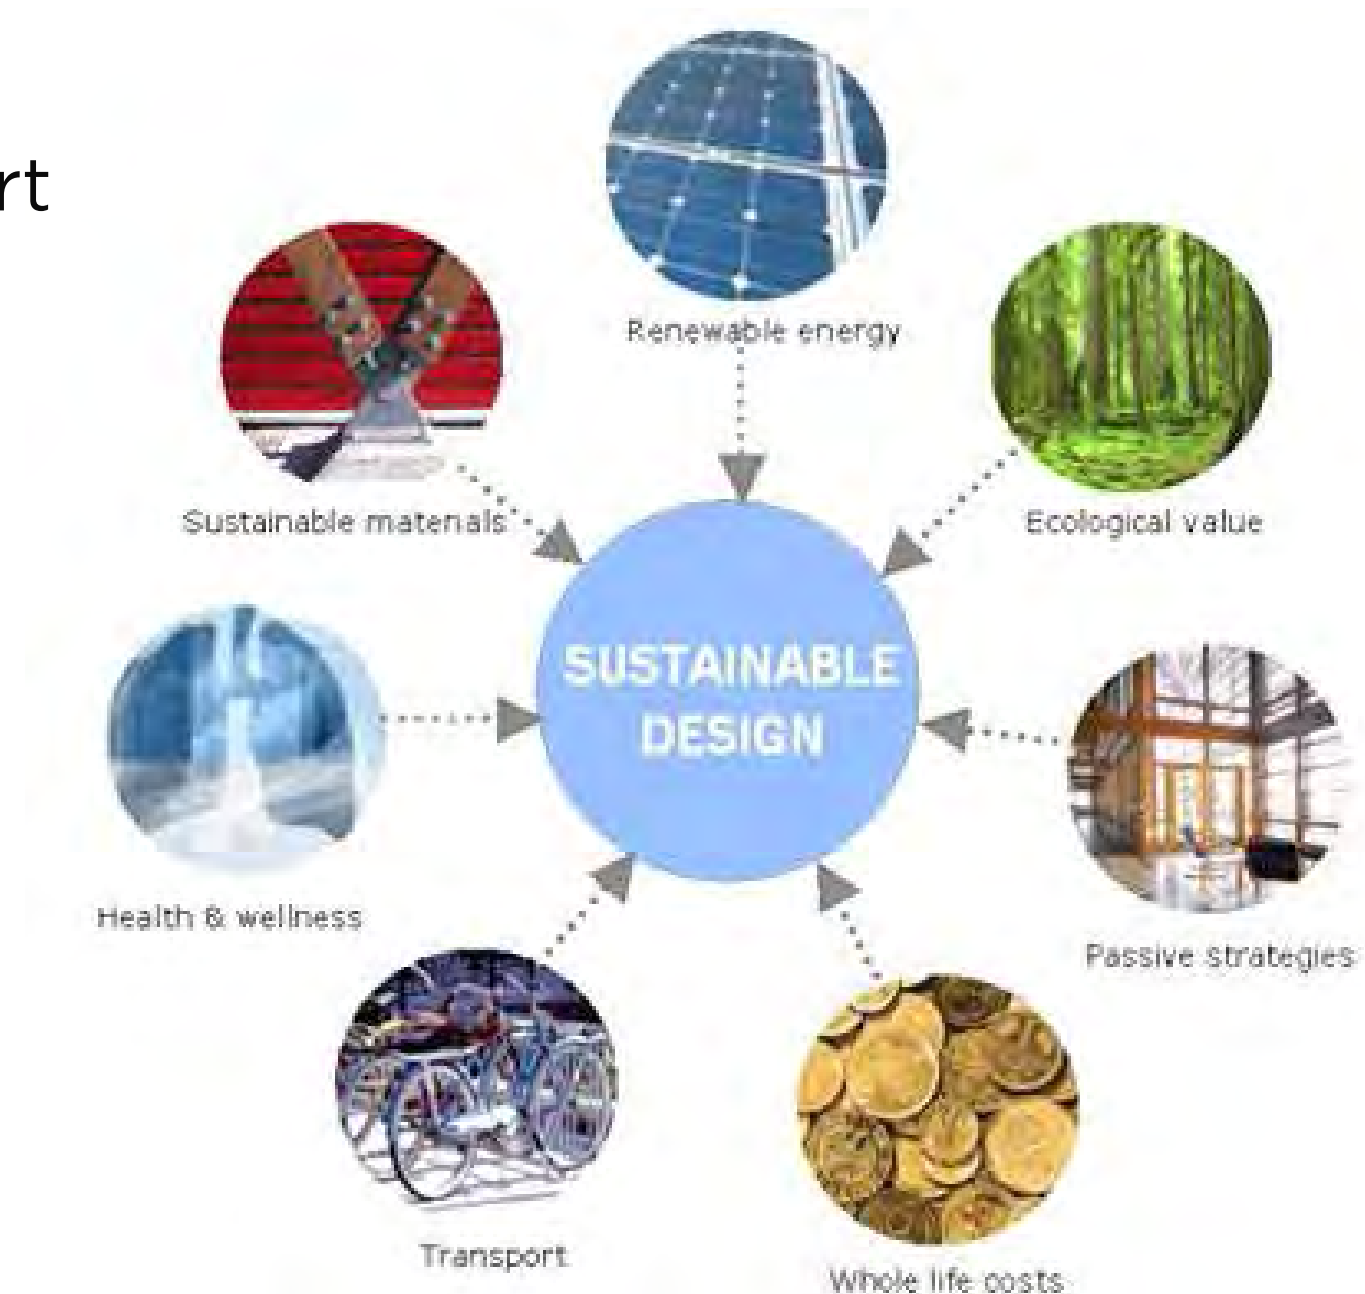 rt
Renewable energy
Sustainable materials
Ecological value
SUSTAINABLE
DESIGN
Health & wellness
Passive strategies
Transport
Whole life costs